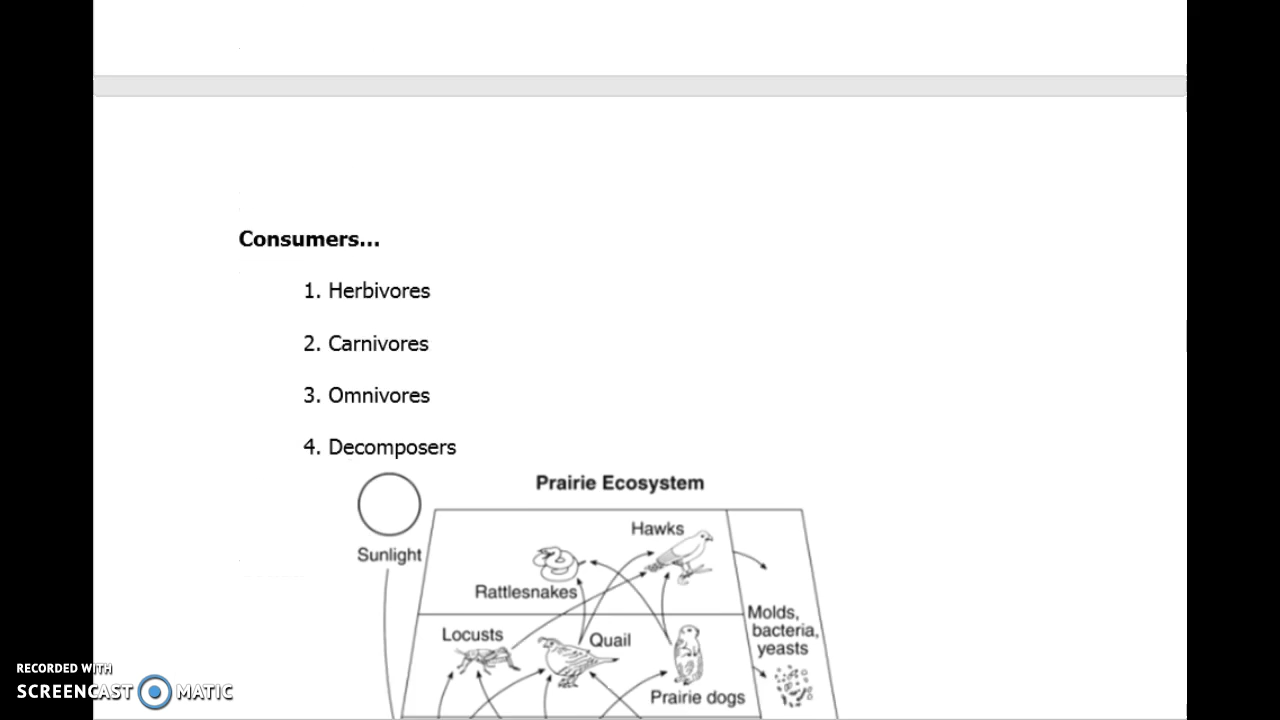 Consumers...
1. Herbivores
2. Carnivores
3. Omnivores
4. Decomposers
Prairie Ecosystem
Hawks
Sunlight
Rattlesnakes
Molds,
bacteria,
yeasts
Locusts
Quail
Prairie dogs
RECORDED WITH
SCREENCAST MATIC